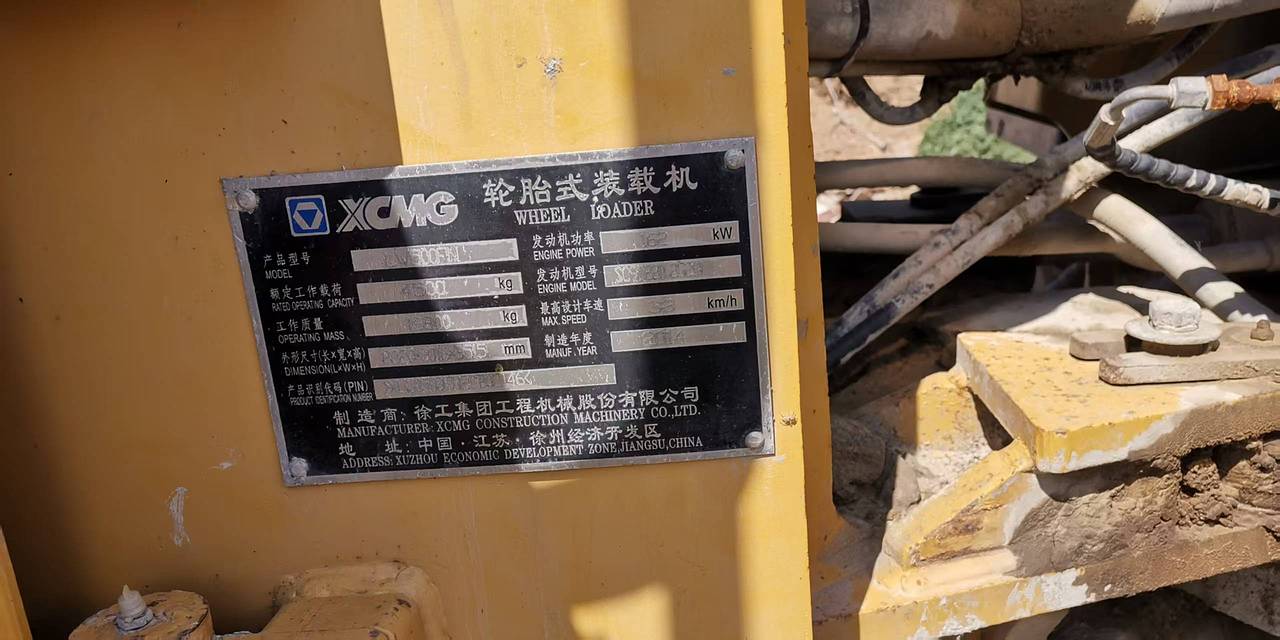 XCMG 轮胎式装载机
WHEEL LOADER
产品型号
MODEL
发动机功率 162 kW
ENGINE POWER
额定工作载荷 kg
RATED OPERATING CAPACITY
发动机型号
ENGINE MODEL
工作质量 kg
OPERATING MASS
最高设计车速 km/h
MAX. SPEED
外形尺寸(长×宽×高) mm
DIMENSION(L×W×H)
制造年度
MANUF. YEAR
产品识别代码(PIN)
PRODUCT IDENTIFICATION NUMBER
制造商: 徐工集团工程机械股份有限公司
MANUFACTURER: XCMG CONSTRUCTION MACHINERY CO.,LTD.
地 址: 中国·江苏·徐州经济开发区
ADDRESS: XUZHOU ECONOMIC DEVELOPMENT ZONE, JIANGSU, CHINA